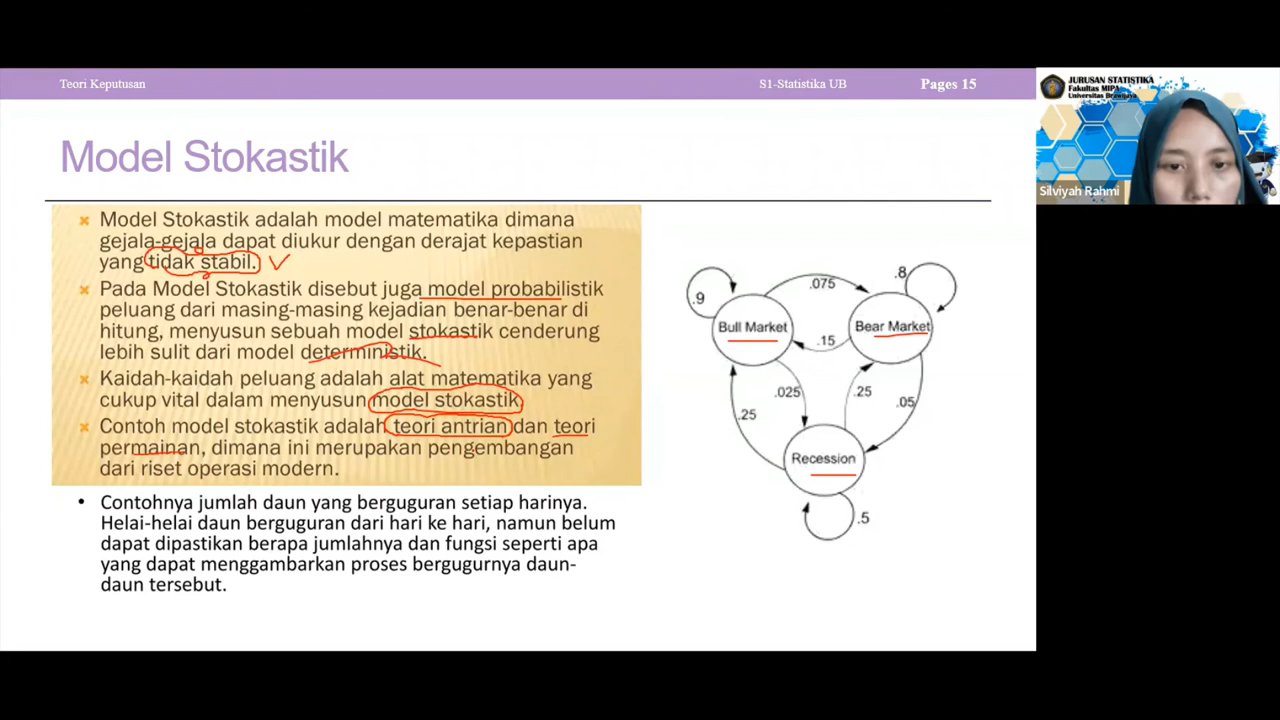 Teori Keputusan
S1-Statistika UB
Pages 15
JURUSAN STATISTIKA
Fakultas MIPA
Universitas Brawijaya
Silviyah Rahmi
Model Stokastik
Model Stokastik adalah model matematika dimana
gejala-gejala dapat diukur dengan derajat kepastian
yang tidak stabil.
Pada Model Stokastik disebut juga model probabilistik
peluang dari masing-masing kejadian benar-benar di
hitung, menyusun sebuah model stokastik cenderung
lebih sulit dari model deterministik.
Kaidah-kaidah peluang adalah alat matematika yang
cukup vital dalam menyusun model stokastik
Contoh model stokastik adalah teori antrian dan teori
permainan, dimana ini merupakan pengembangan
dari riset operasi modern.
• Contohnya jumlah daun yang berguguran setiap harinya.
Helai-helai daun berguguran dari hari ke hari, namun belum
dapat dipastikan berapa jumlahnya dan fungsi seperti apa
yang dapat menggambarkan proses bergugurnya daun-
daun tersebut.
.9
.075
.8
Bull Market
Bear Market
.15
.025
.25
.25
.05
Recession
.5